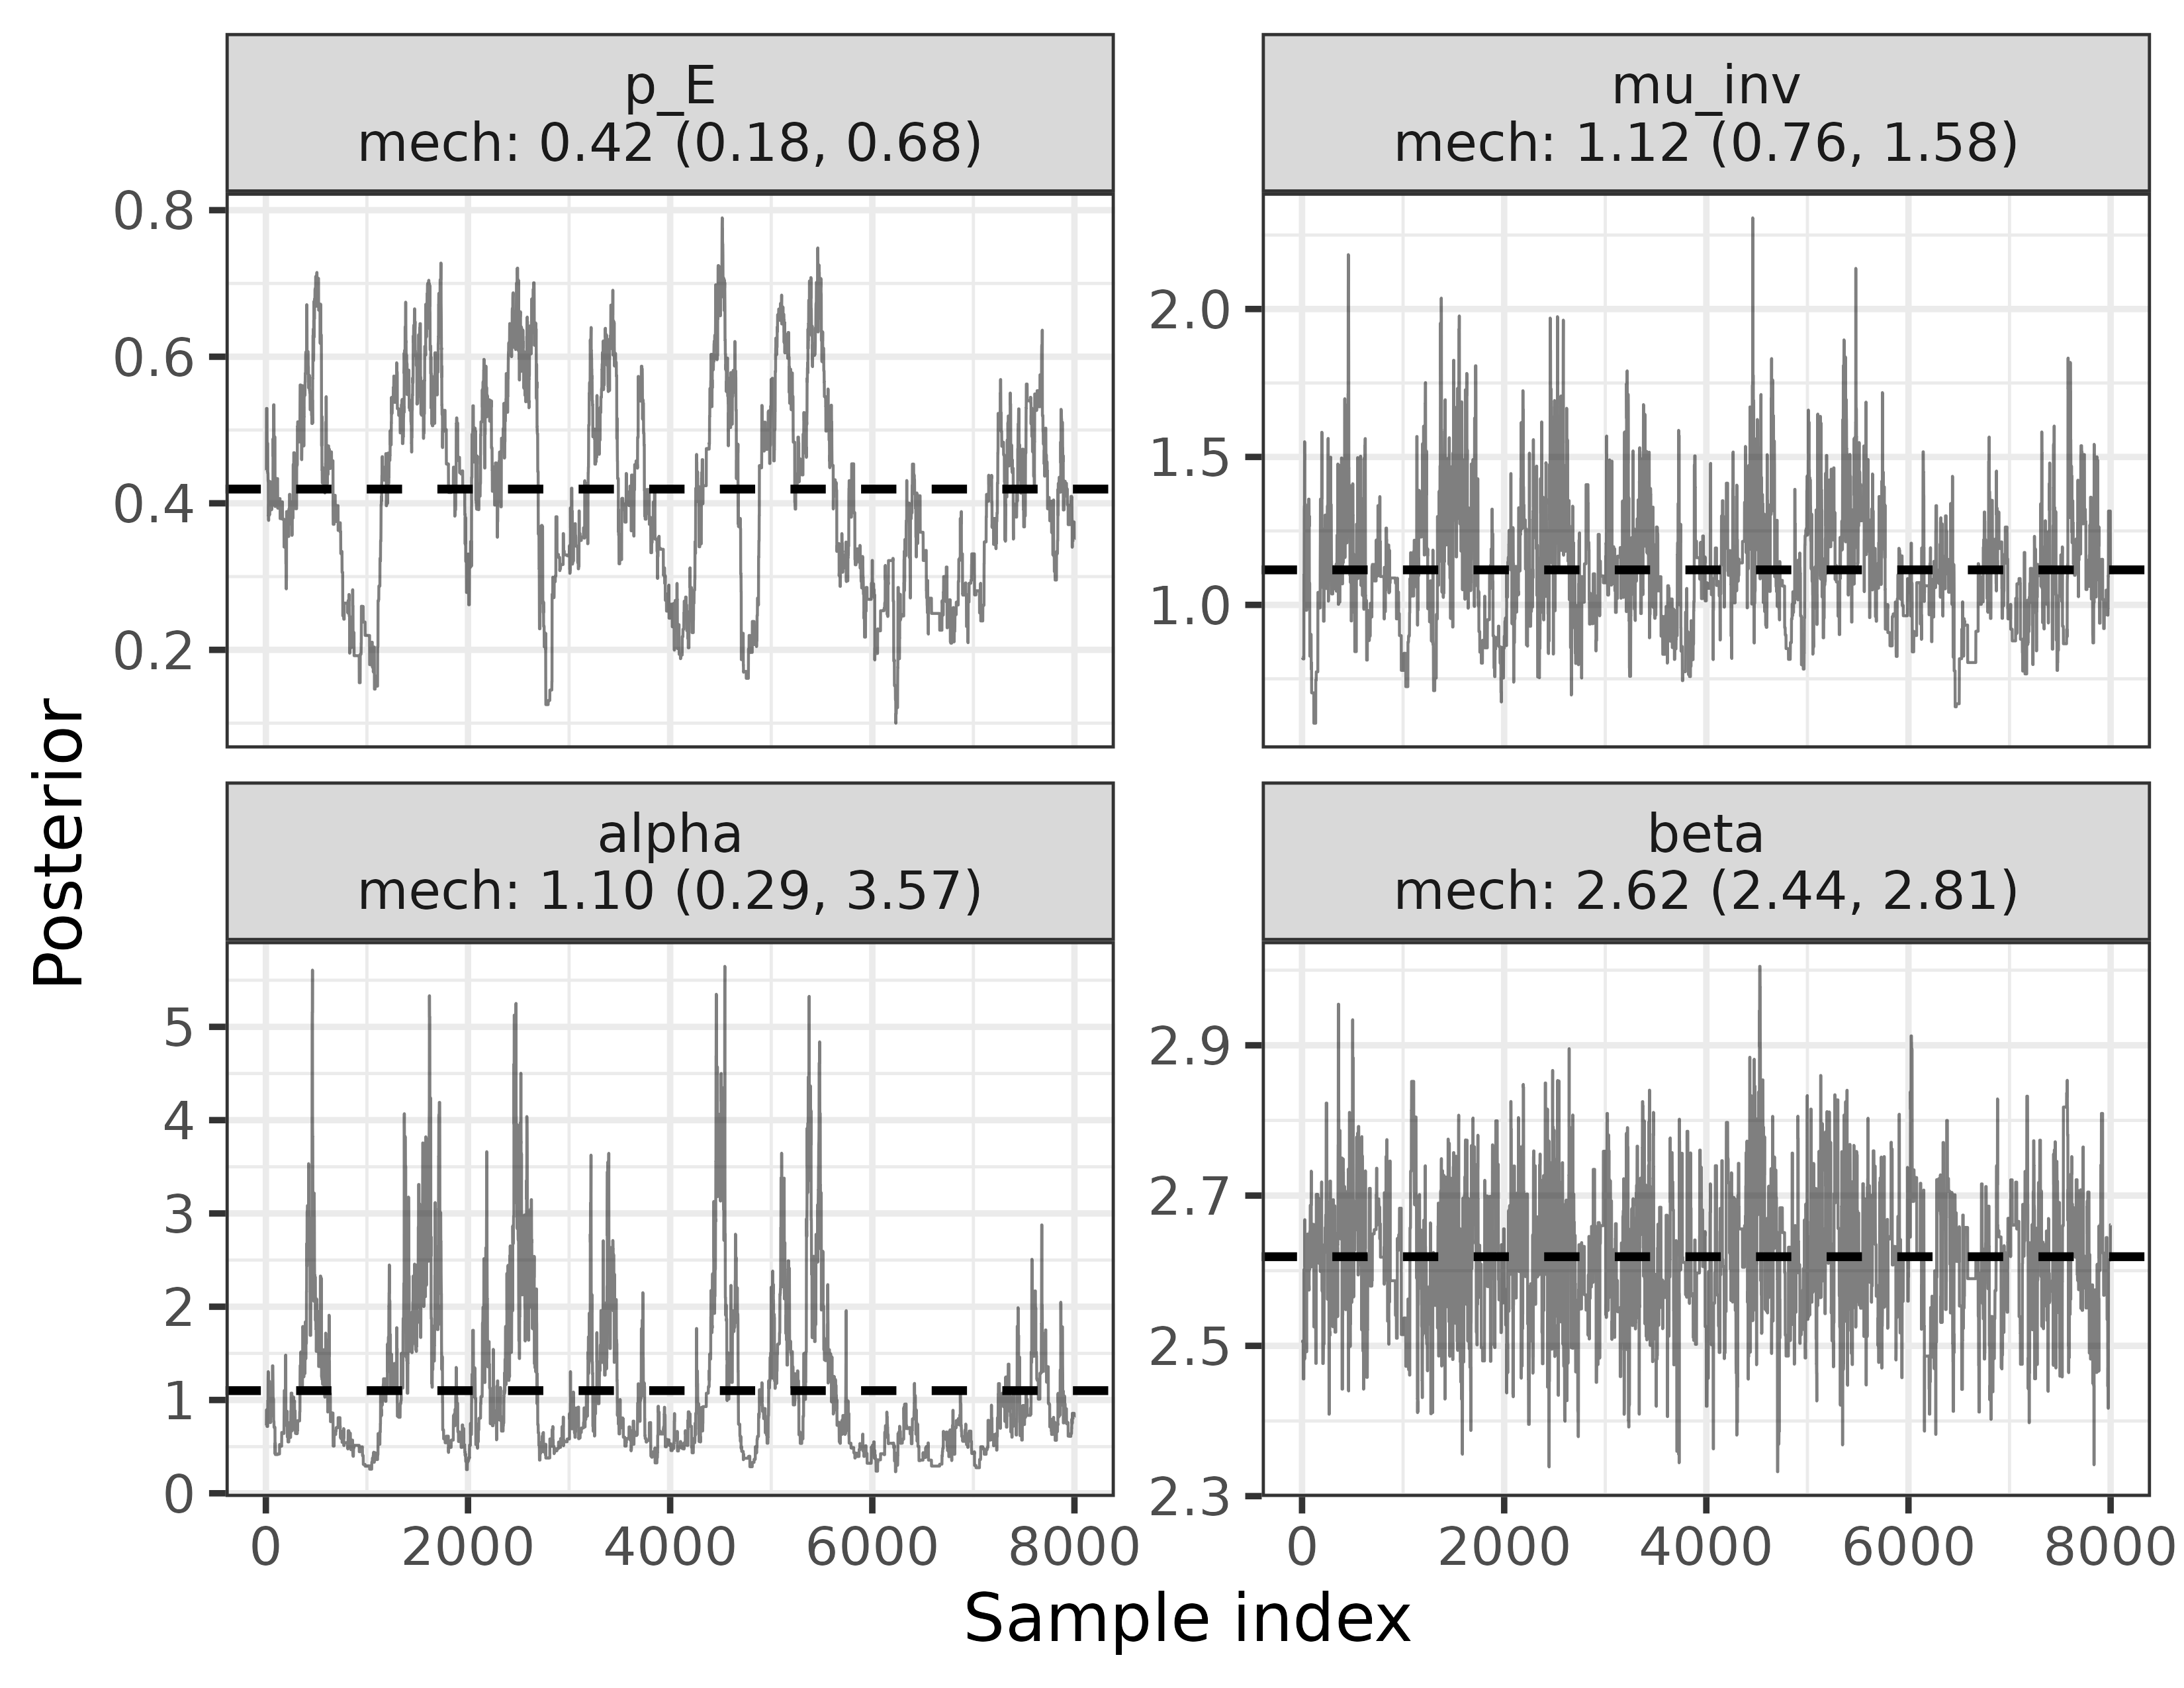 p_E
mech: 0.42 (0.18, 0.68)
mu_inv
mech: 1.12 (0.76, 1.58)
0.8
0.6
0.4
0.2
2.0
1.5
1.0
Posterior
alpha
mech: 1.10 (0.29, 3.57)
beta
mech: 2.62 (2.44, 2.81)
5
4
3
2
1
0
2.9
2.7
2.5
2.3
0 2000 4000 6000 8000
0 2000 4000 6000 8000
Sample index